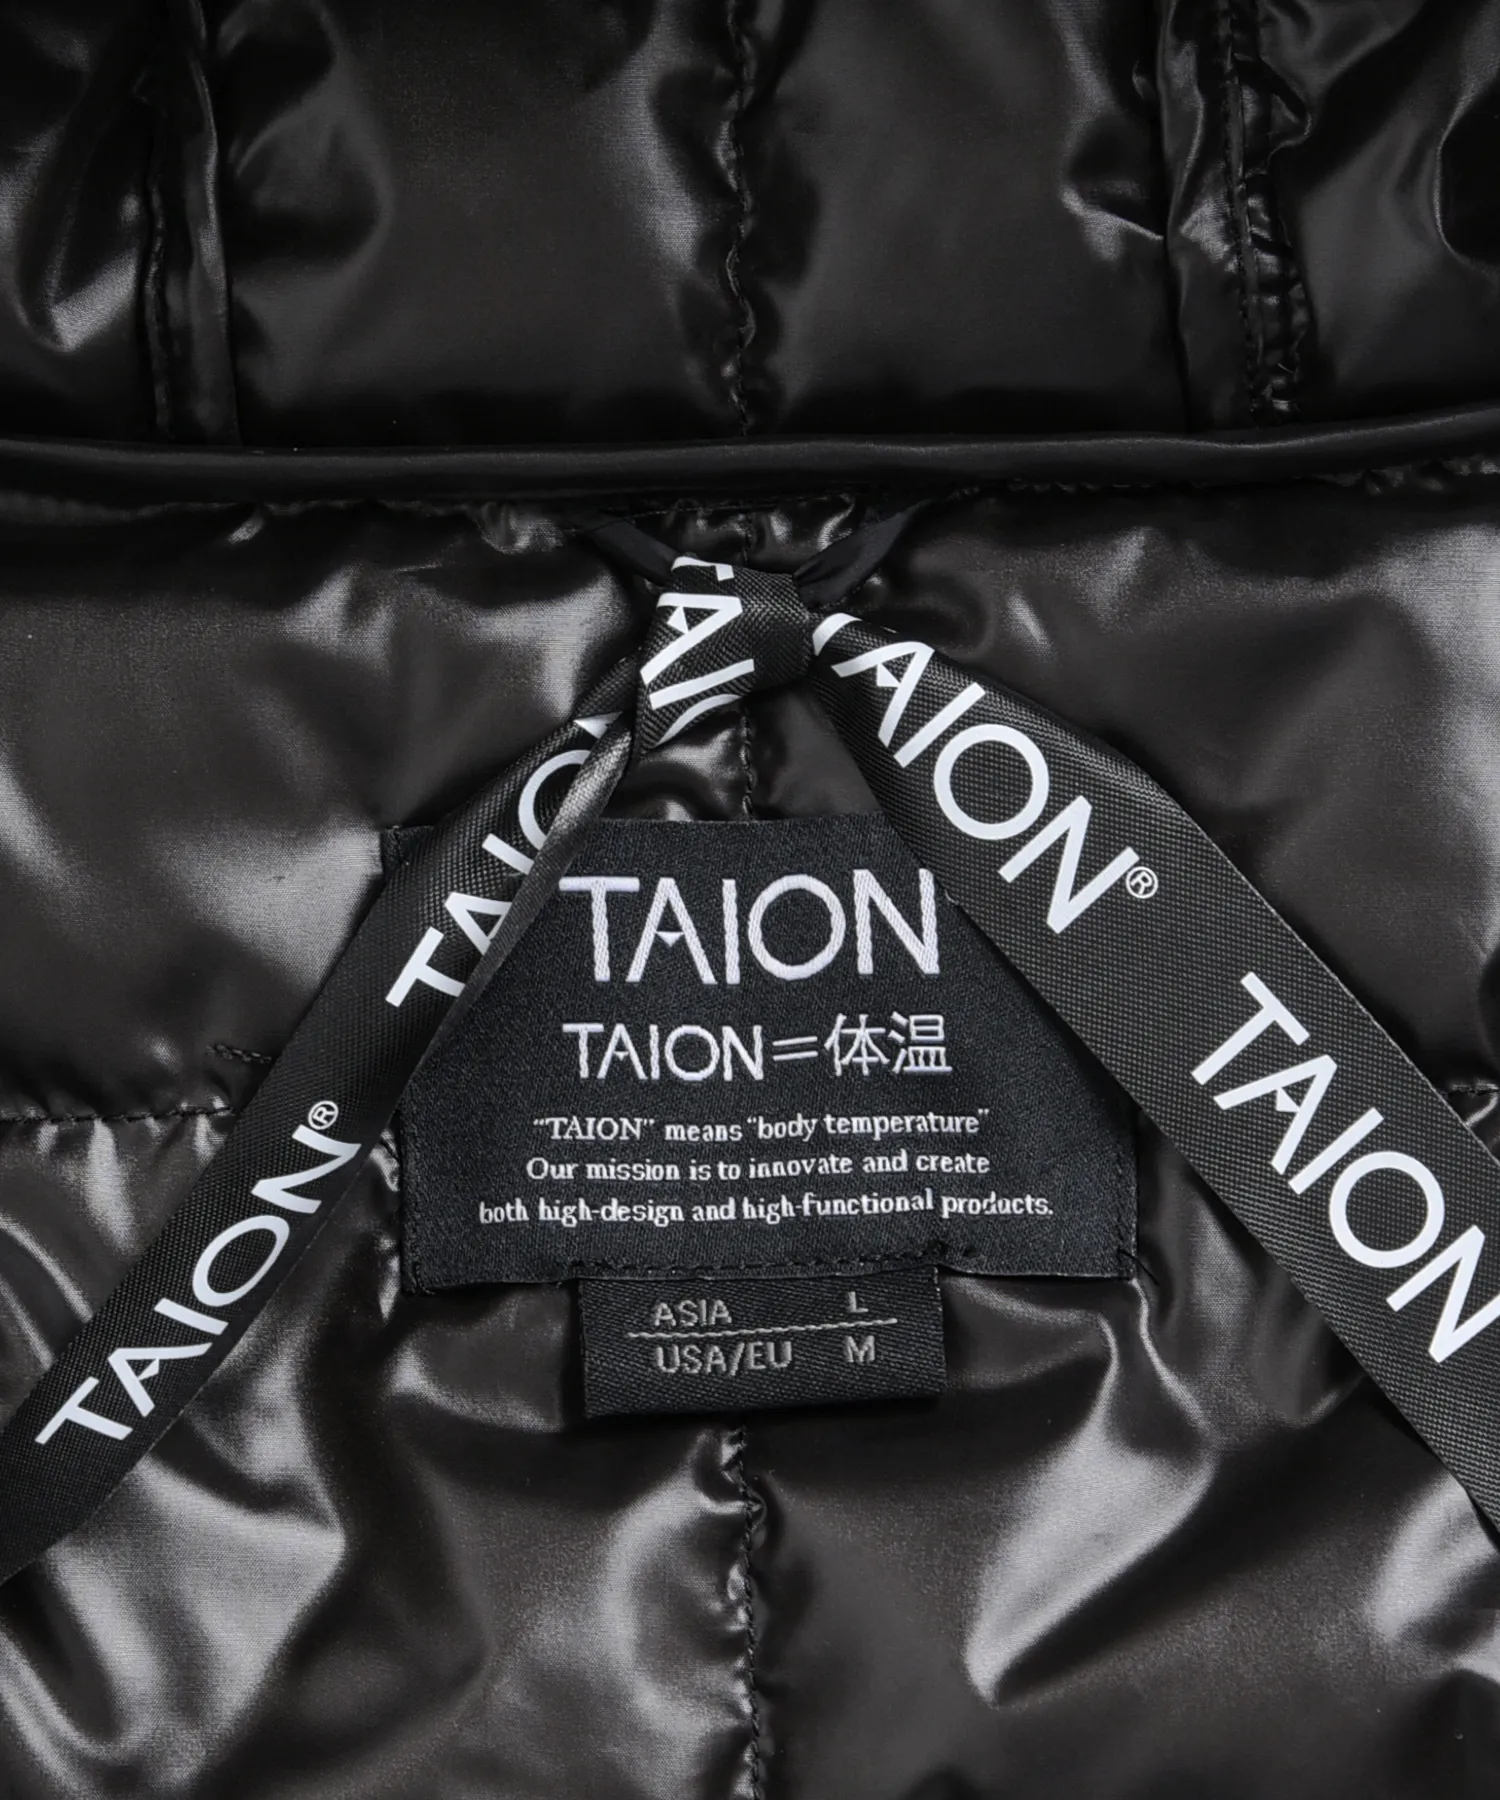 TAION
TAION®
TAION
TAION®
TAION
TAION
TAION=体温
"TAION" means "body temperature"
Our mission is to innovate and create
both high-design and high-functional products.
ASIA L
USA/EU M